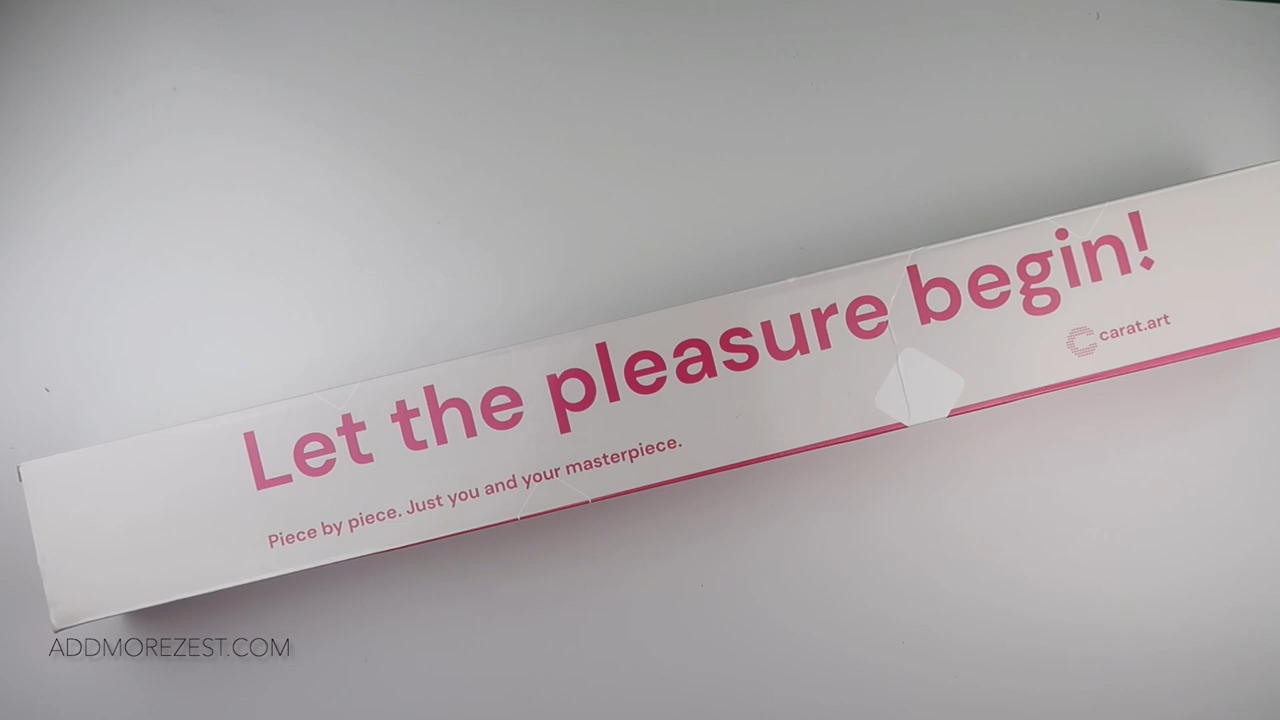 Let the pleasure begin!
carat.art
Piece by piece. Just you and your masterpiece.
ADDMOREZEST.COM